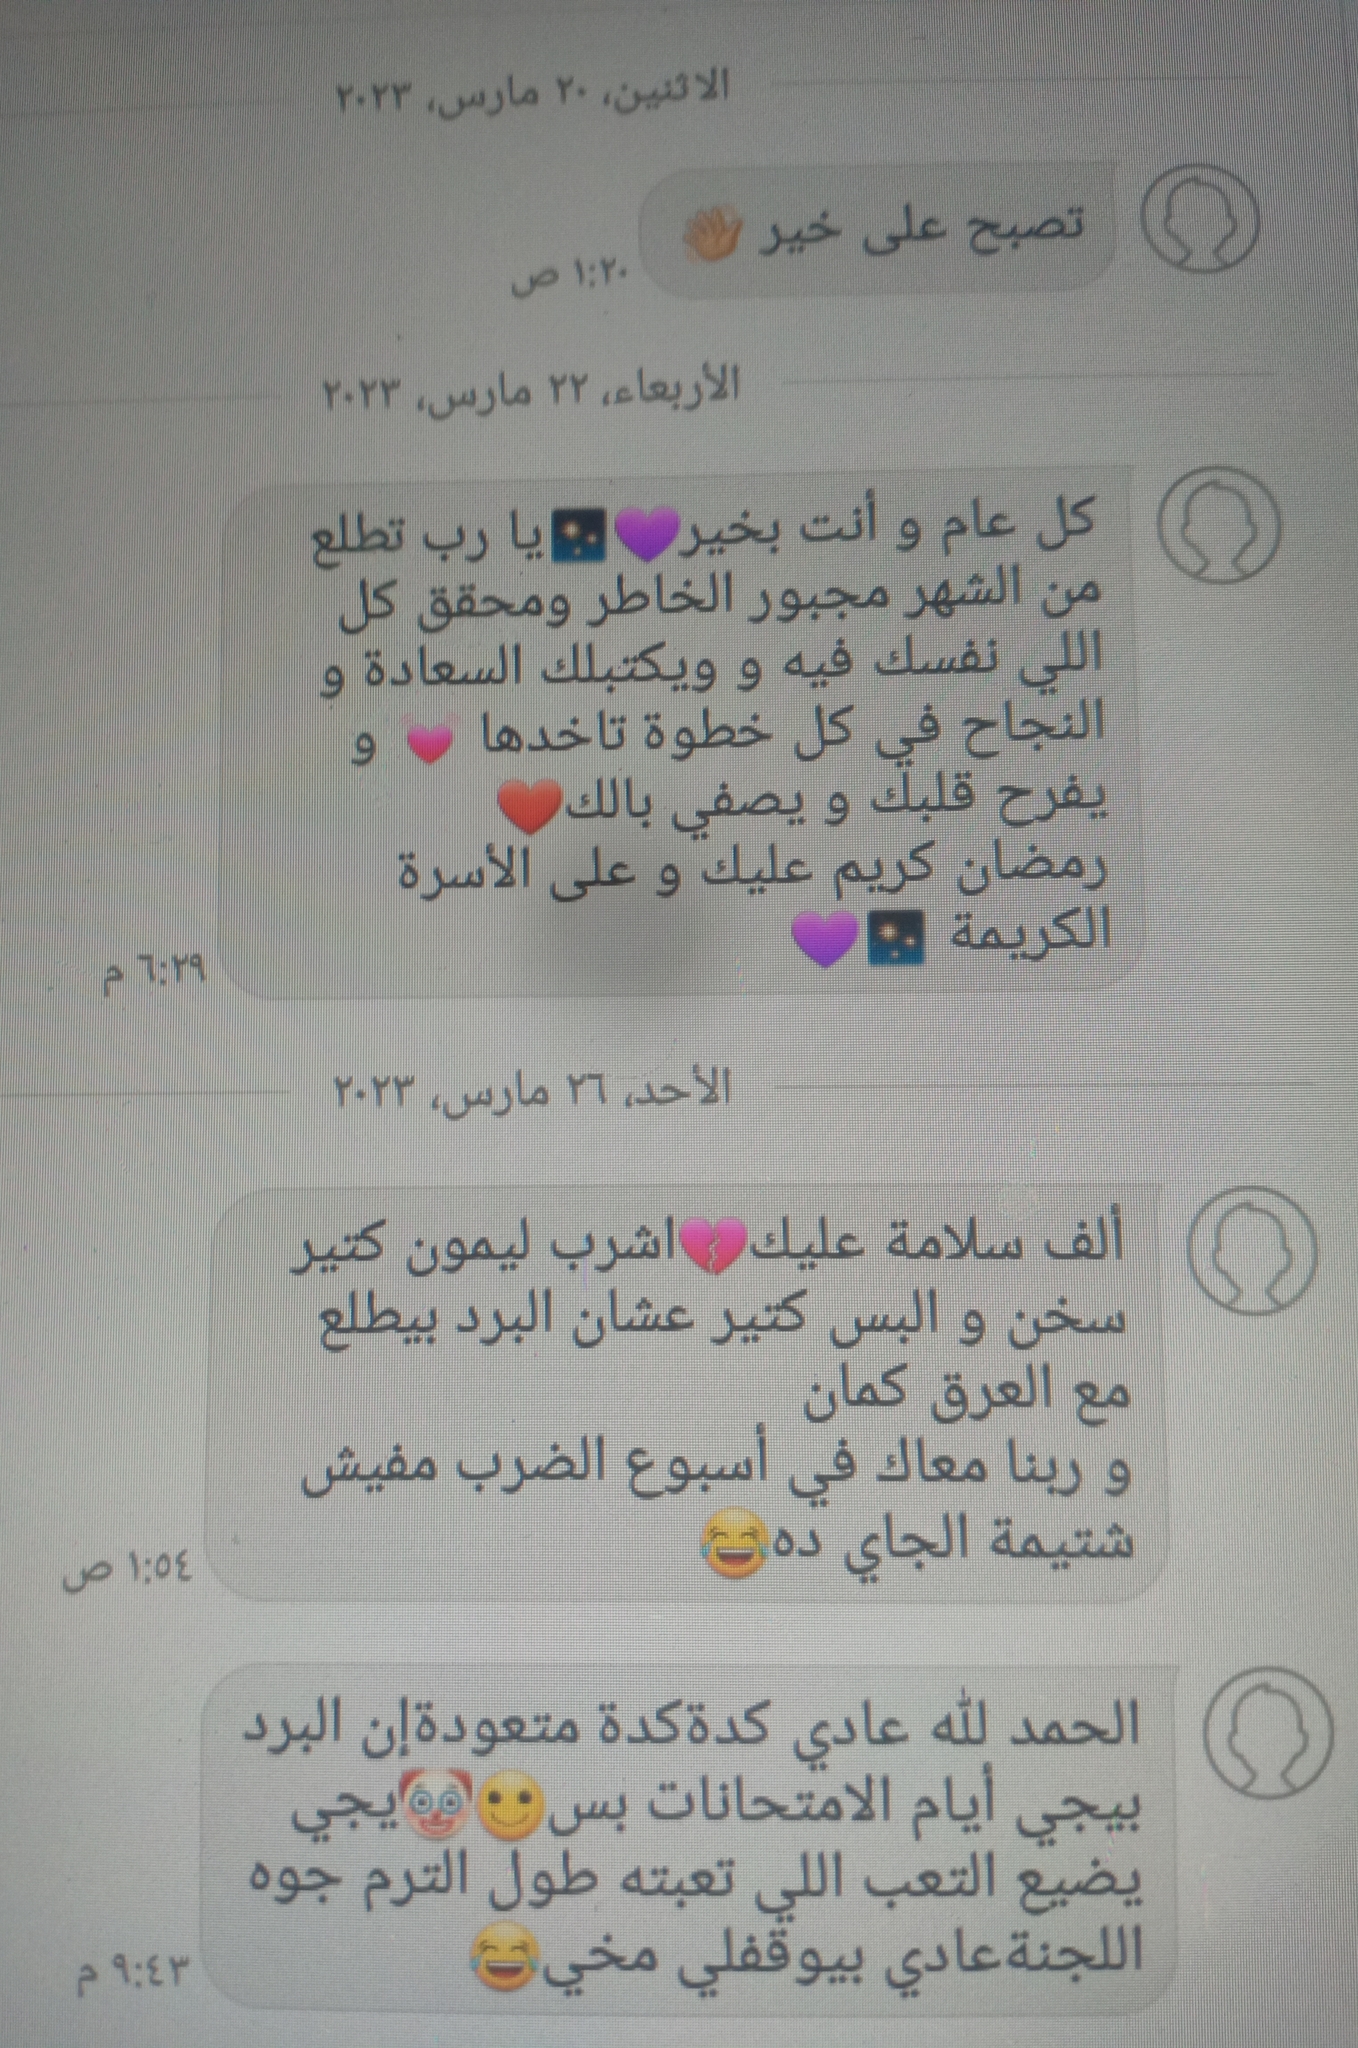 الاثنين، ٢٠ مارس، ٢٠٢٣
تصبح على خير 👋🏼
١:٢٠ ص
الأربعاء، ٢٢ مارس، ٢٠٢٣
كل عام و أنت بخير💜🌌يا رب تطلع
من الشهر مجبور الخاطر ومحقق كل
اللي نفسك فيه و ويكتبلك السعادة و
النجاح في كل خطوة تاخدها 💓 و
يفرح قلبك و يصفي بالك❤️
رمضان كريم عليك و على الأسرة
الكريمة 🌌💜
٦:٢٩ م
الأحد، ٢٦ مارس، ٢٠٢٣
ألف سلامة عليك💔اشرب ليمون كتير
سخن و البس كتير عشان البرد بيطلع
مع العرق كمان
و ربنا معاك في أسبوع الضرب مفيش
شتيمة الجاي ده😂
١:٥٤ ص
الحمد لله عادي كدةكدة متعودةإن البرد
بيجي أيام الامتحانات بس🙂🤡يجي
يضيع التعب اللي تعبته طول الترم جوه
اللجنةعادي بيوقفلي مخي😂
٩:٤٣ م